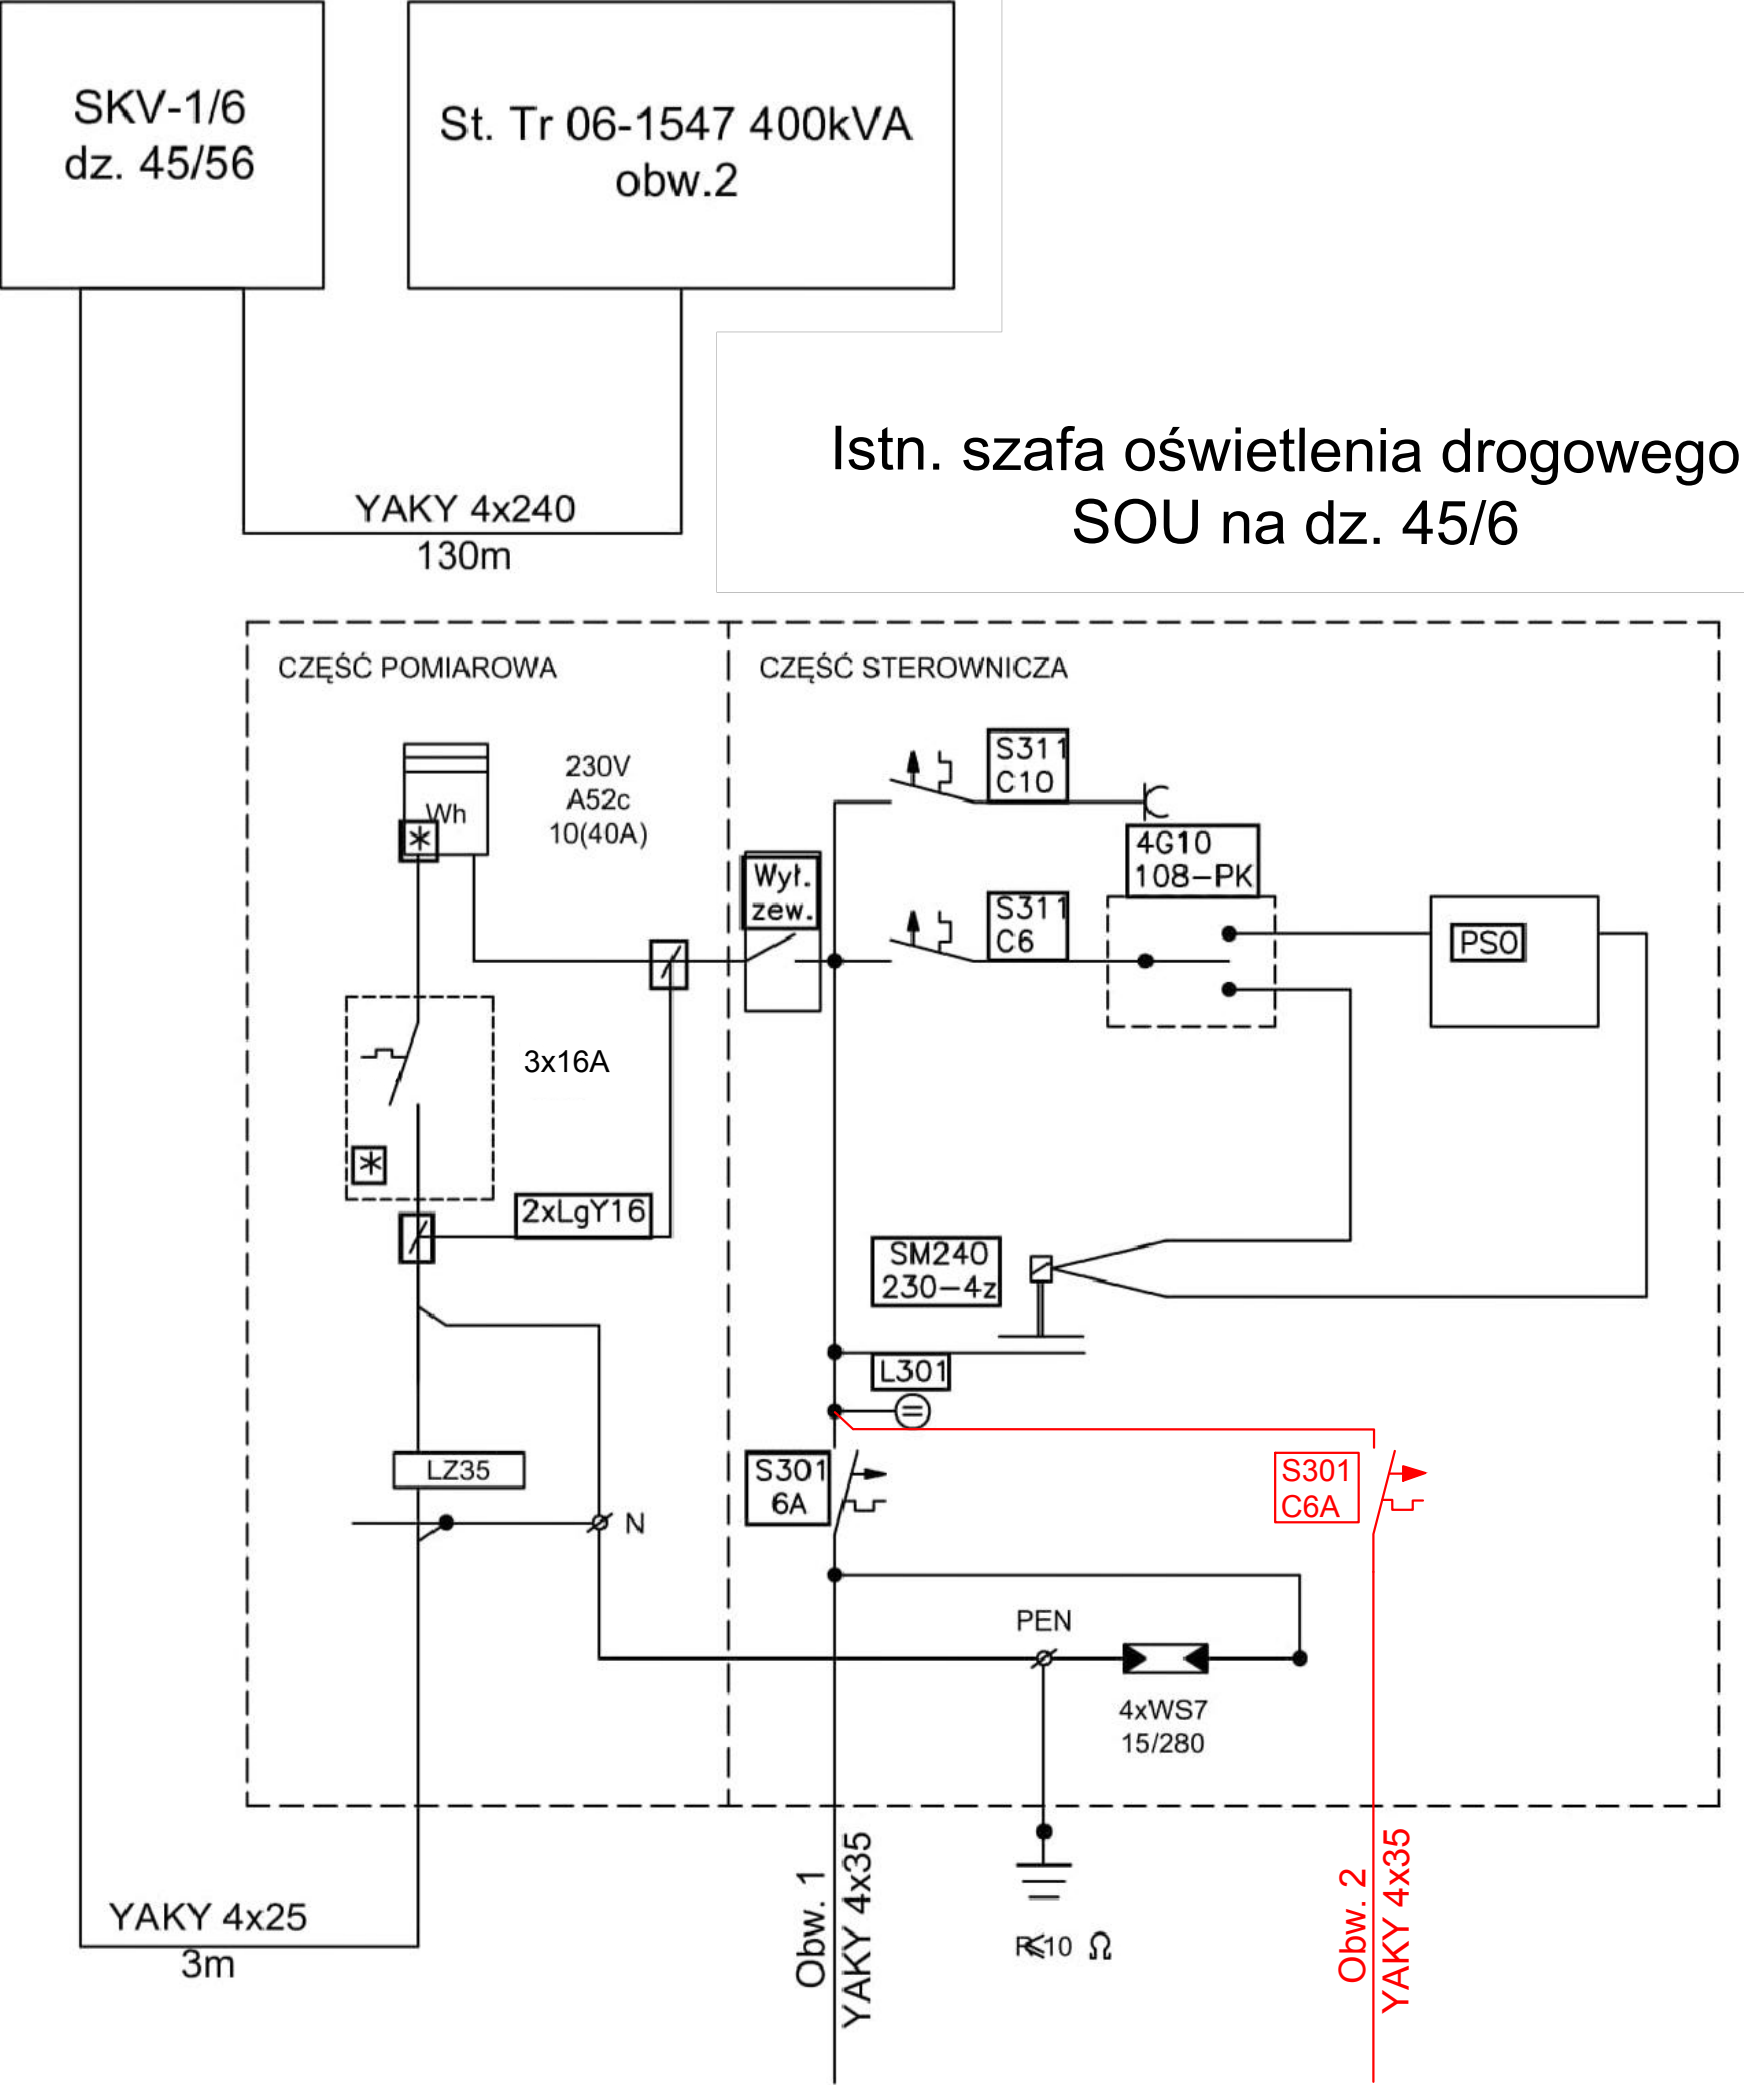 SKV-1/6
dz. 45/56
St. Tr 06-1547 400kVA
obw.2
YAKY 4x240
130m
Istn. szafa oświetlenia drogowego
SOU na dz. 45/6
CZĘŚĆ POMIAROWA
CZĘŚĆ STEROWNICZA
Wh
*
230V
A52c
10(40A)
S311
C10
4G10
108-PK
Wył.
zew.
S311
C6
PSO
3x16A
*
2xLgY16
SM240
230-4z
L301
LZ35
S301
6A
S301
C6A
N
PEN
4xWS7
15/280
Obw. 1
YAKY 4x35
R≤10 Ω
Obw. 2
YAKY 4x35
YAKY 4x25
3m